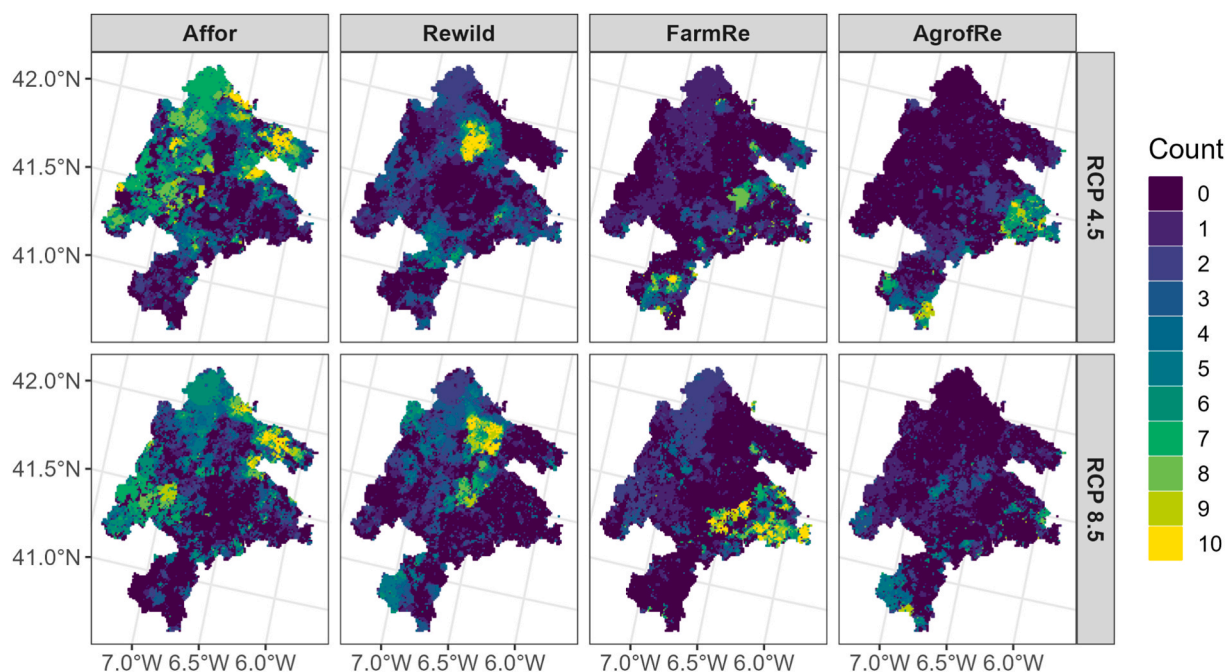 Affor Rewild FarmRe AgrofRe
42.0°N
41.5°N
41.0°N
RCP 4.5
42.0°N
41.5°N
41.0°N
RCP 8.5
7.0°W 6.5°W 6.0°W 7.0°W 6.5°W 6.0°W 7.0°W 6.5°W 6.0°W 7.0°W 6.5°W 6.0°W
Count
0
1
2
3
4
5
6
7
8
9
10